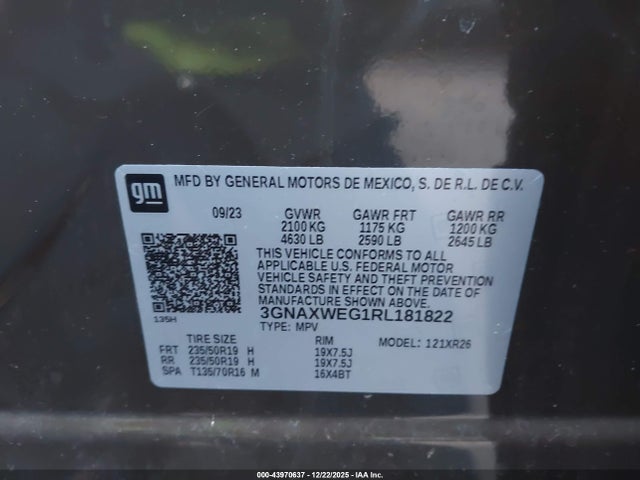 gm
MFD BY GENERAL MOTORS DE MEXICO, S. DE R.L. DE C.V.
09/23 GVWR GAWR FRT GAWR RR
2100 KG 1175 KG 1200 KG
4630 LB 2590 LB 2645 LB
THIS VEHICLE CONFORMS TO ALL
APPLICABLE U.S. FEDERAL MOTOR
VEHICLE SAFETY AND THEFT PREVENTION
STANDARDS IN EFFECT ON THE DATE OF
MANUFACTURE SHOWN ABOVE.
135H
3GNAXWEG1RL181822
TYPE: MPV
TIRE SIZE RIM MODEL: 121XR26
FRT 235/50R19 H 19X7.5J
RR 235/50R19 H 19X7.5J
SPA T135/70R16 M 16X4BT
000-43970637 - 12/22/2025 - IAA Inc.